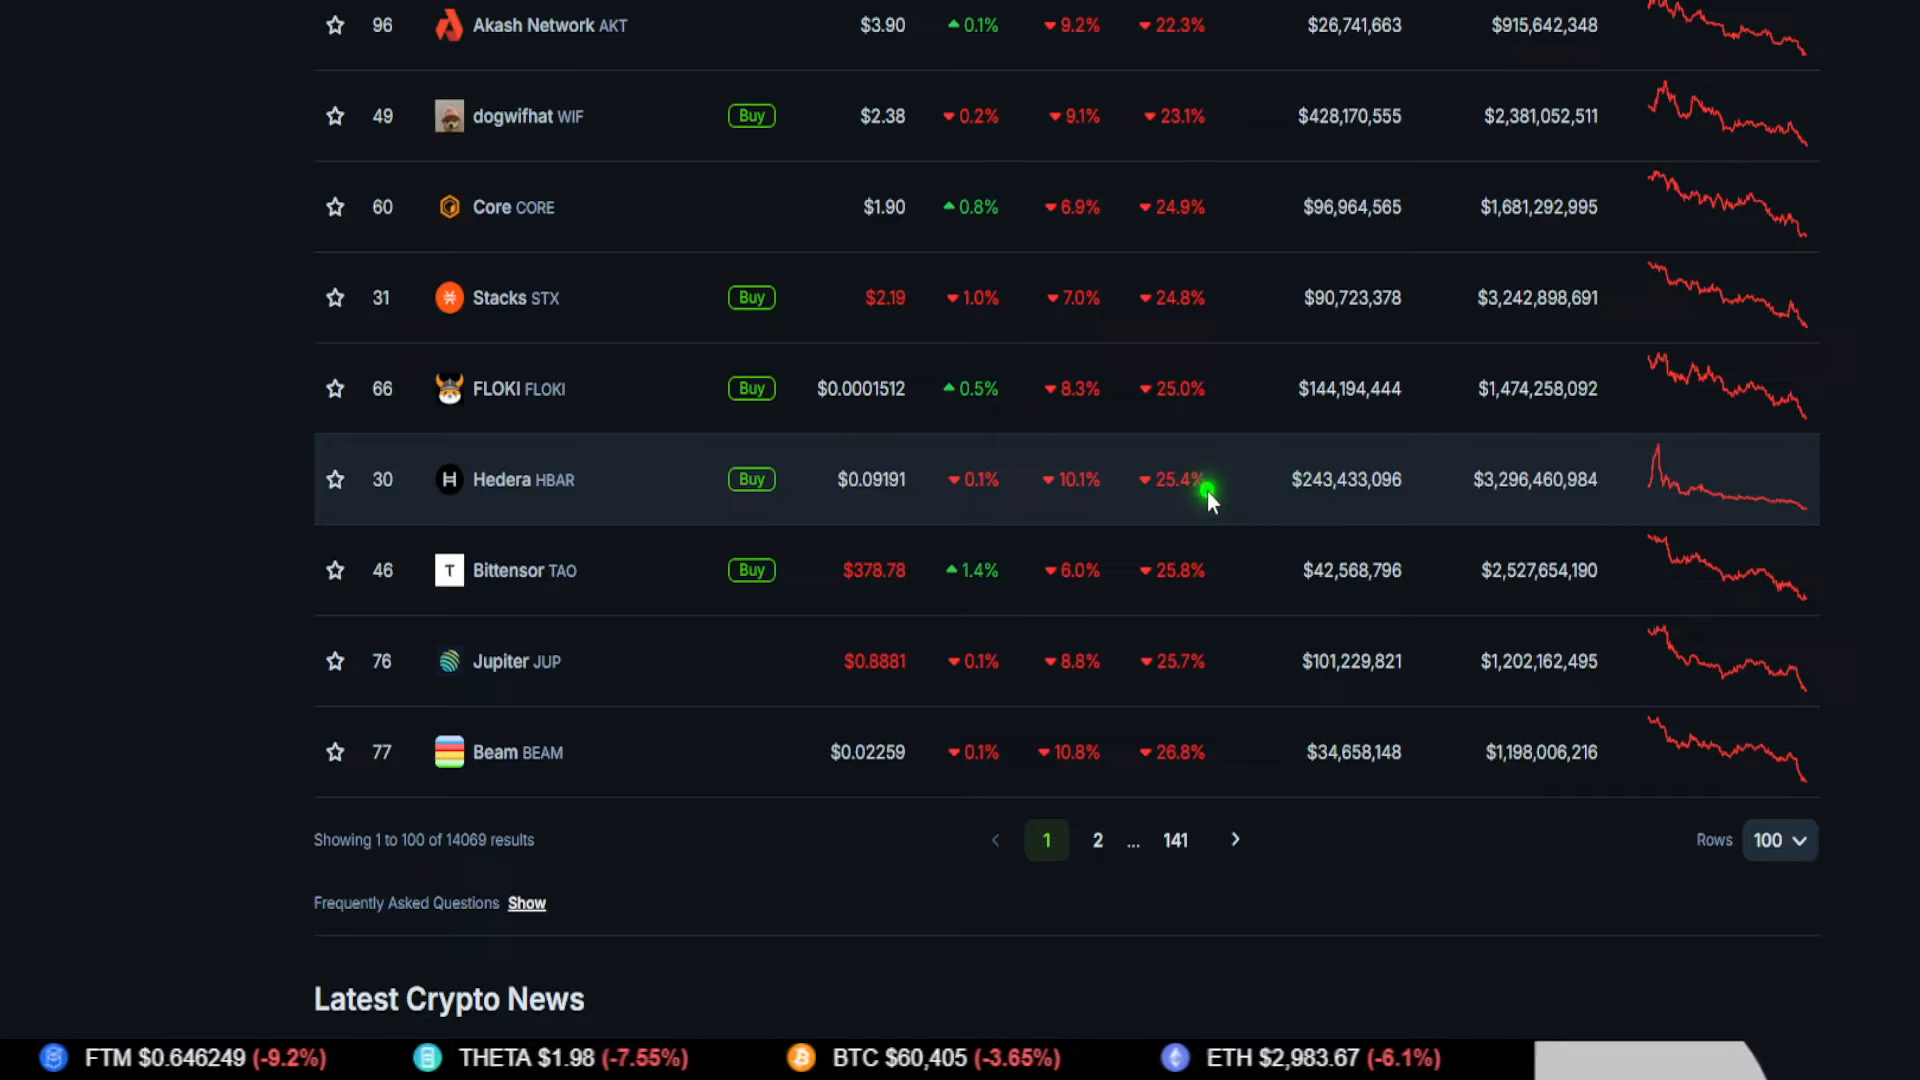 96 Akash Network AKT $3.90 0.1% 9.2% 22.3% $26,741,663 $915,642,348
49 dogwifhat WIF Buy $2.38 0.2% 9.1% 23.1% $428,170,555 $2,381,052,511
60 Core CORE $1.90 0.8% 6.9% 24.9% $96,964,565 $1,681,292,995
31 Stacks STX Buy $2.19 1.0% 7.0% 24.8% $90,723,378 $3,242,898,691
66 FLOKI FLOKI Buy $0.0001512 0.5% 8.3% 25.0% $144,194,444 $1,474,258,092
30 Hedera HBAR Buy $0.09191 0.1% 10.1% 25.4% $243,433,096 $3,296,460,984
46 T Bittensor TAO Buy $378.78 1.4% 6.0% 25.8% $42,568,796 $2,527,654,190
76 Jupiter JUP $0.8881 0.1% 8.8% 25.7% $101,229,821 $1,202,162,495
77 Beam BEAM $0.02259 0.1% 10.8% 26.8% $34,658,148 $1,198,006,216
Showing 1 to 100 of 14069 results 1 2 ... 141 Rows 100
Frequently Asked Questions Show
Latest Crypto News
FTM $0.646249 (-9.2%) THETA $1.98 (-7.55%) BTC $60,405 (-3.65%) ETH $2,983.67 (-6.1%)